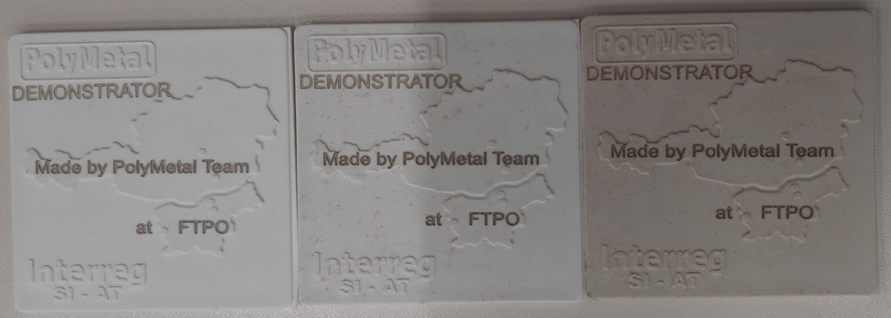 PolyMetal
DEMONSTRATOR
Made by PolyMetal Team
at FTPO
Interreg
SI - AT
PolyMetal
DEMONSTRATOR
Made by PolyMetal Team
at FTPO
Interreg
SI - AT
PolyMetal
DEMONSTRATOR
Made by PolyMetal Team
at FTPO
Interreg
SI - AT